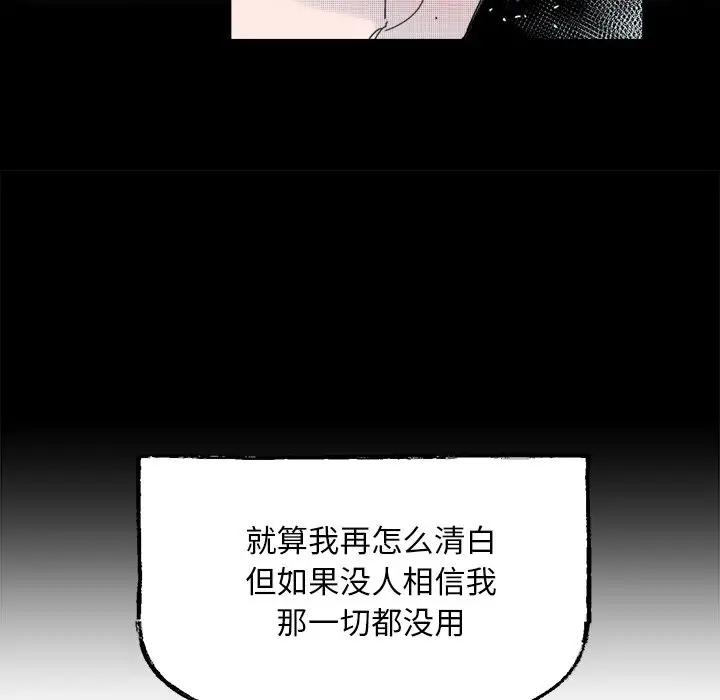 就算我再怎么清白
但如果没人相信我
那一切都没用